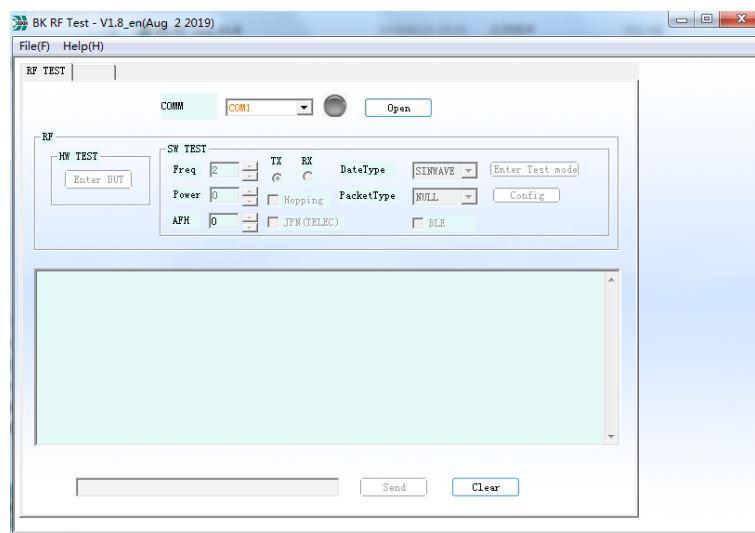 BK RF Test - V1.8_en(Aug 2 2019)
File(F) Help(H)
RF TEST
COMM COM1 Open
RF
HW TEST
Enter DUT
SW TEST
Freq 2 TX RX DateType SINWAVE Enter Test mode
Power 0 Hopping PacketType NULL Config
AFH 0 JPN(TELEC) BLE
Send Clear